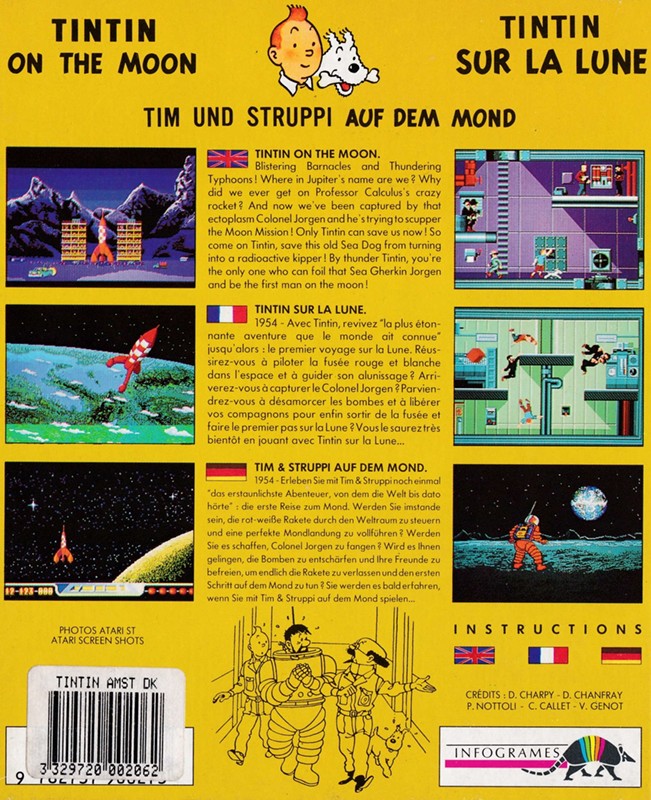 TINTIN
ON THE MOON
TINTIN
SUR LA LUNE
TIM UND STRUPPI AUF DEM MOND
TINTIN ON THE MOON.
Blistering Barnacles and Thundering
Typhoons! Where in Jupiter's name are we? Why
did we ever get on Professor Calculus's crazy
rocket? And now we've been captured by that
ectoplasm Colonel Jorgen and he's trying to scupper
the Moon Mission! Only Tintin can save us now! So
come on Tintin, save this old Sea Dog from turning
into a radioactive kipper! By thunder Tintin, you're
the only one who can foil that Sea Gherkin Jorgen
and be the first man on the moon!
TINTIN SUR LA LUNE.
1954 - Avec Tintin, revivez "la plus éton-
nante aventure que le monde ait connue"
jusqu'alors : le premier voyage sur la Lune. Réus-
sirez-vous à piloter la fusée rouge et blanche
dans l'espace et à guider son alunissage? Arri-
verez-vous à capturer le Colonel Jorgen? Parvien-
drez-vous à désamorcer les bombes et à libérer
vos compagnons pour enfin sortir de la fusée et
faire le premier pas sur la Lune? Vous le saurez très
bientôt en jouant avec Tintin sur la Lune...
TIM & STRUPPI AUF DEM MOND.
1954 - Erleben Sie mit Tim & Struppi noch einmal
"das erstaunlichste Abenteuer, von dem die Welt bis dato
hörte" : die erste Reise zum Mond. Werden Sie imstande
sein, die rot-weiße Rakete durch den Weltraum zu steuern
und eine perfekte Mondlandung zu vollführen? Werden
Sie es schaffen, Colonel Jorgen zu fangen? Wird es Ihnen
gelingen, die Bomben zu entschärfen und Ihre Freunde zu
befreien, um endlich die Rakete zu verlassen und den ersten
Schritt auf dem Mond zu tun? Sie werden es bald erfahren,
wenn Sie mit Tim & Struppi auf dem Mond spielen...
PHOTOS ATARI ST
ATARI SCREEN SHOTS
INSTRUCTIONS
CRÉDITS : D. CHARPY - D. CHANFRAY
P. NOTTOLI - C. CALLET - V. GENOT
TINTIN AMST DK
3 329720 002062
INFOGRAMES